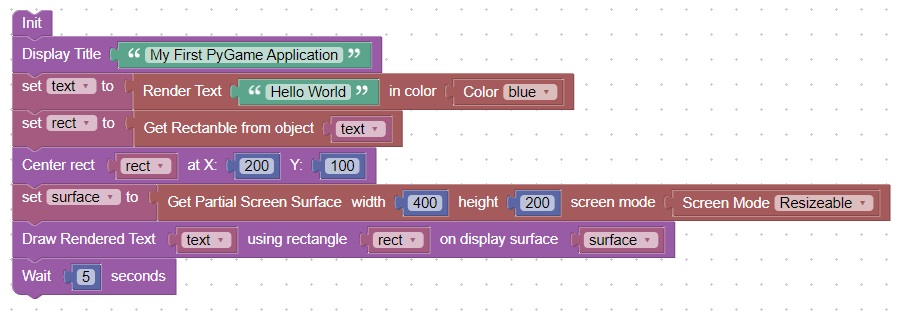 Init
Display Title “ My First PyGame Application ”
set text to Render Text “ Hello World ” in color Color blue
set rect to Get Rectanble from object text
Center rect rect at X: 200 Y: 100
set surface to Get Partial Screen Surface width 400 height 200 screen mode Screen Mode Resizeable
Draw Rendered Text text using rectangle rect on display surface surface
Wait 5 seconds